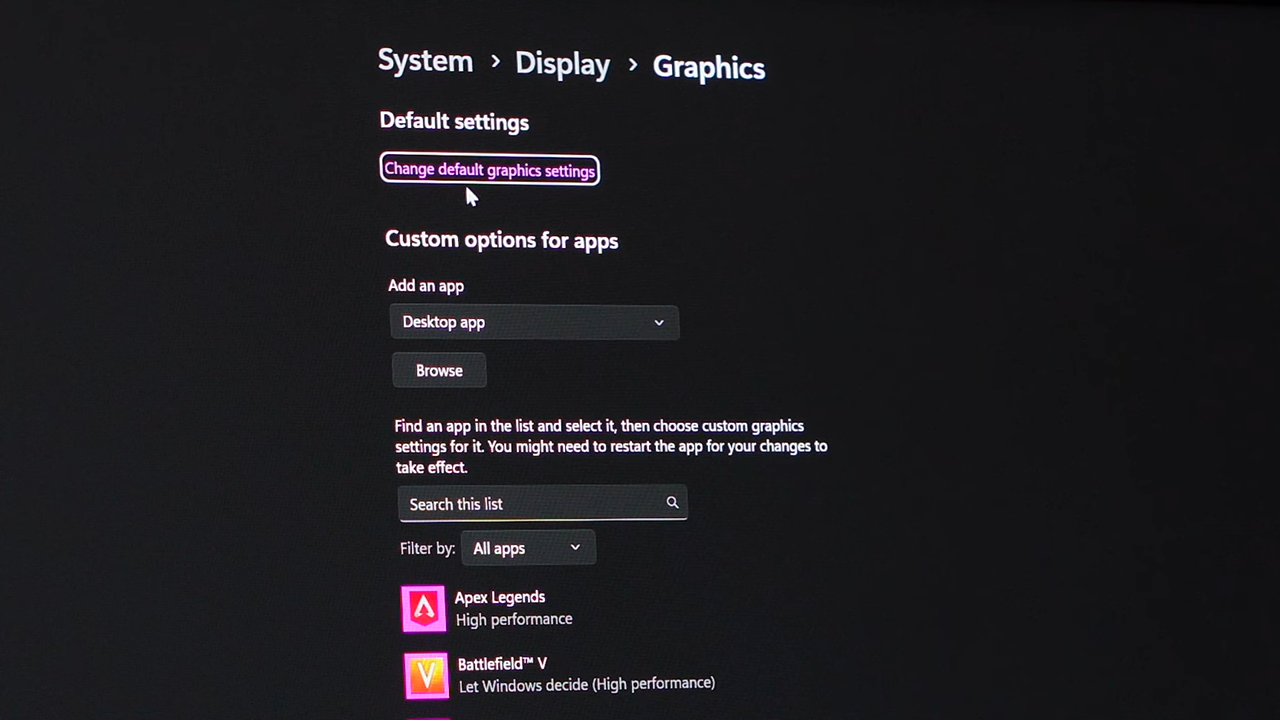 System > Display > Graphics
Default settings
Change default graphics settings
Custom options for apps
Add an app
Desktop app
Browse
Find an app in the list and select it, then choose custom graphics
settings for it. You might need to restart the app for your changes to
take effect.
Search this list
Filter by: All apps
Apex Legends
High performance
Battlefield™ V
Let Windows decide (High performance)